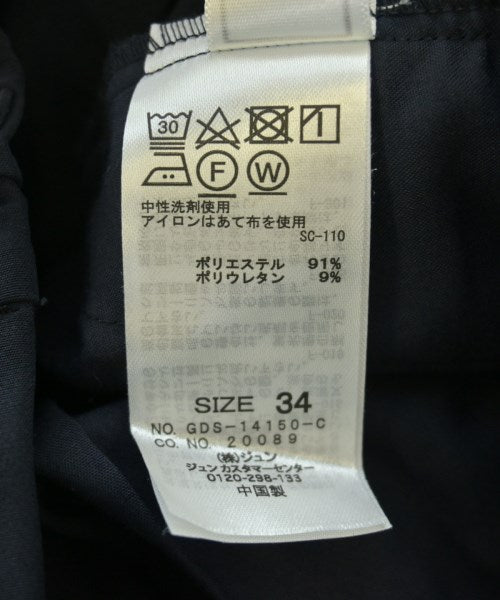 30
F
W
中性洗剤使用
アイロンはあて布を使用
SC-110
ポリエステル 91%
ポリウレタン 9%
SIZE 34
NO. GDS-14150-C
CO. NO. 20089
(株)ジュン
ジュン カスタマーセンター
0120-298-133
中国製